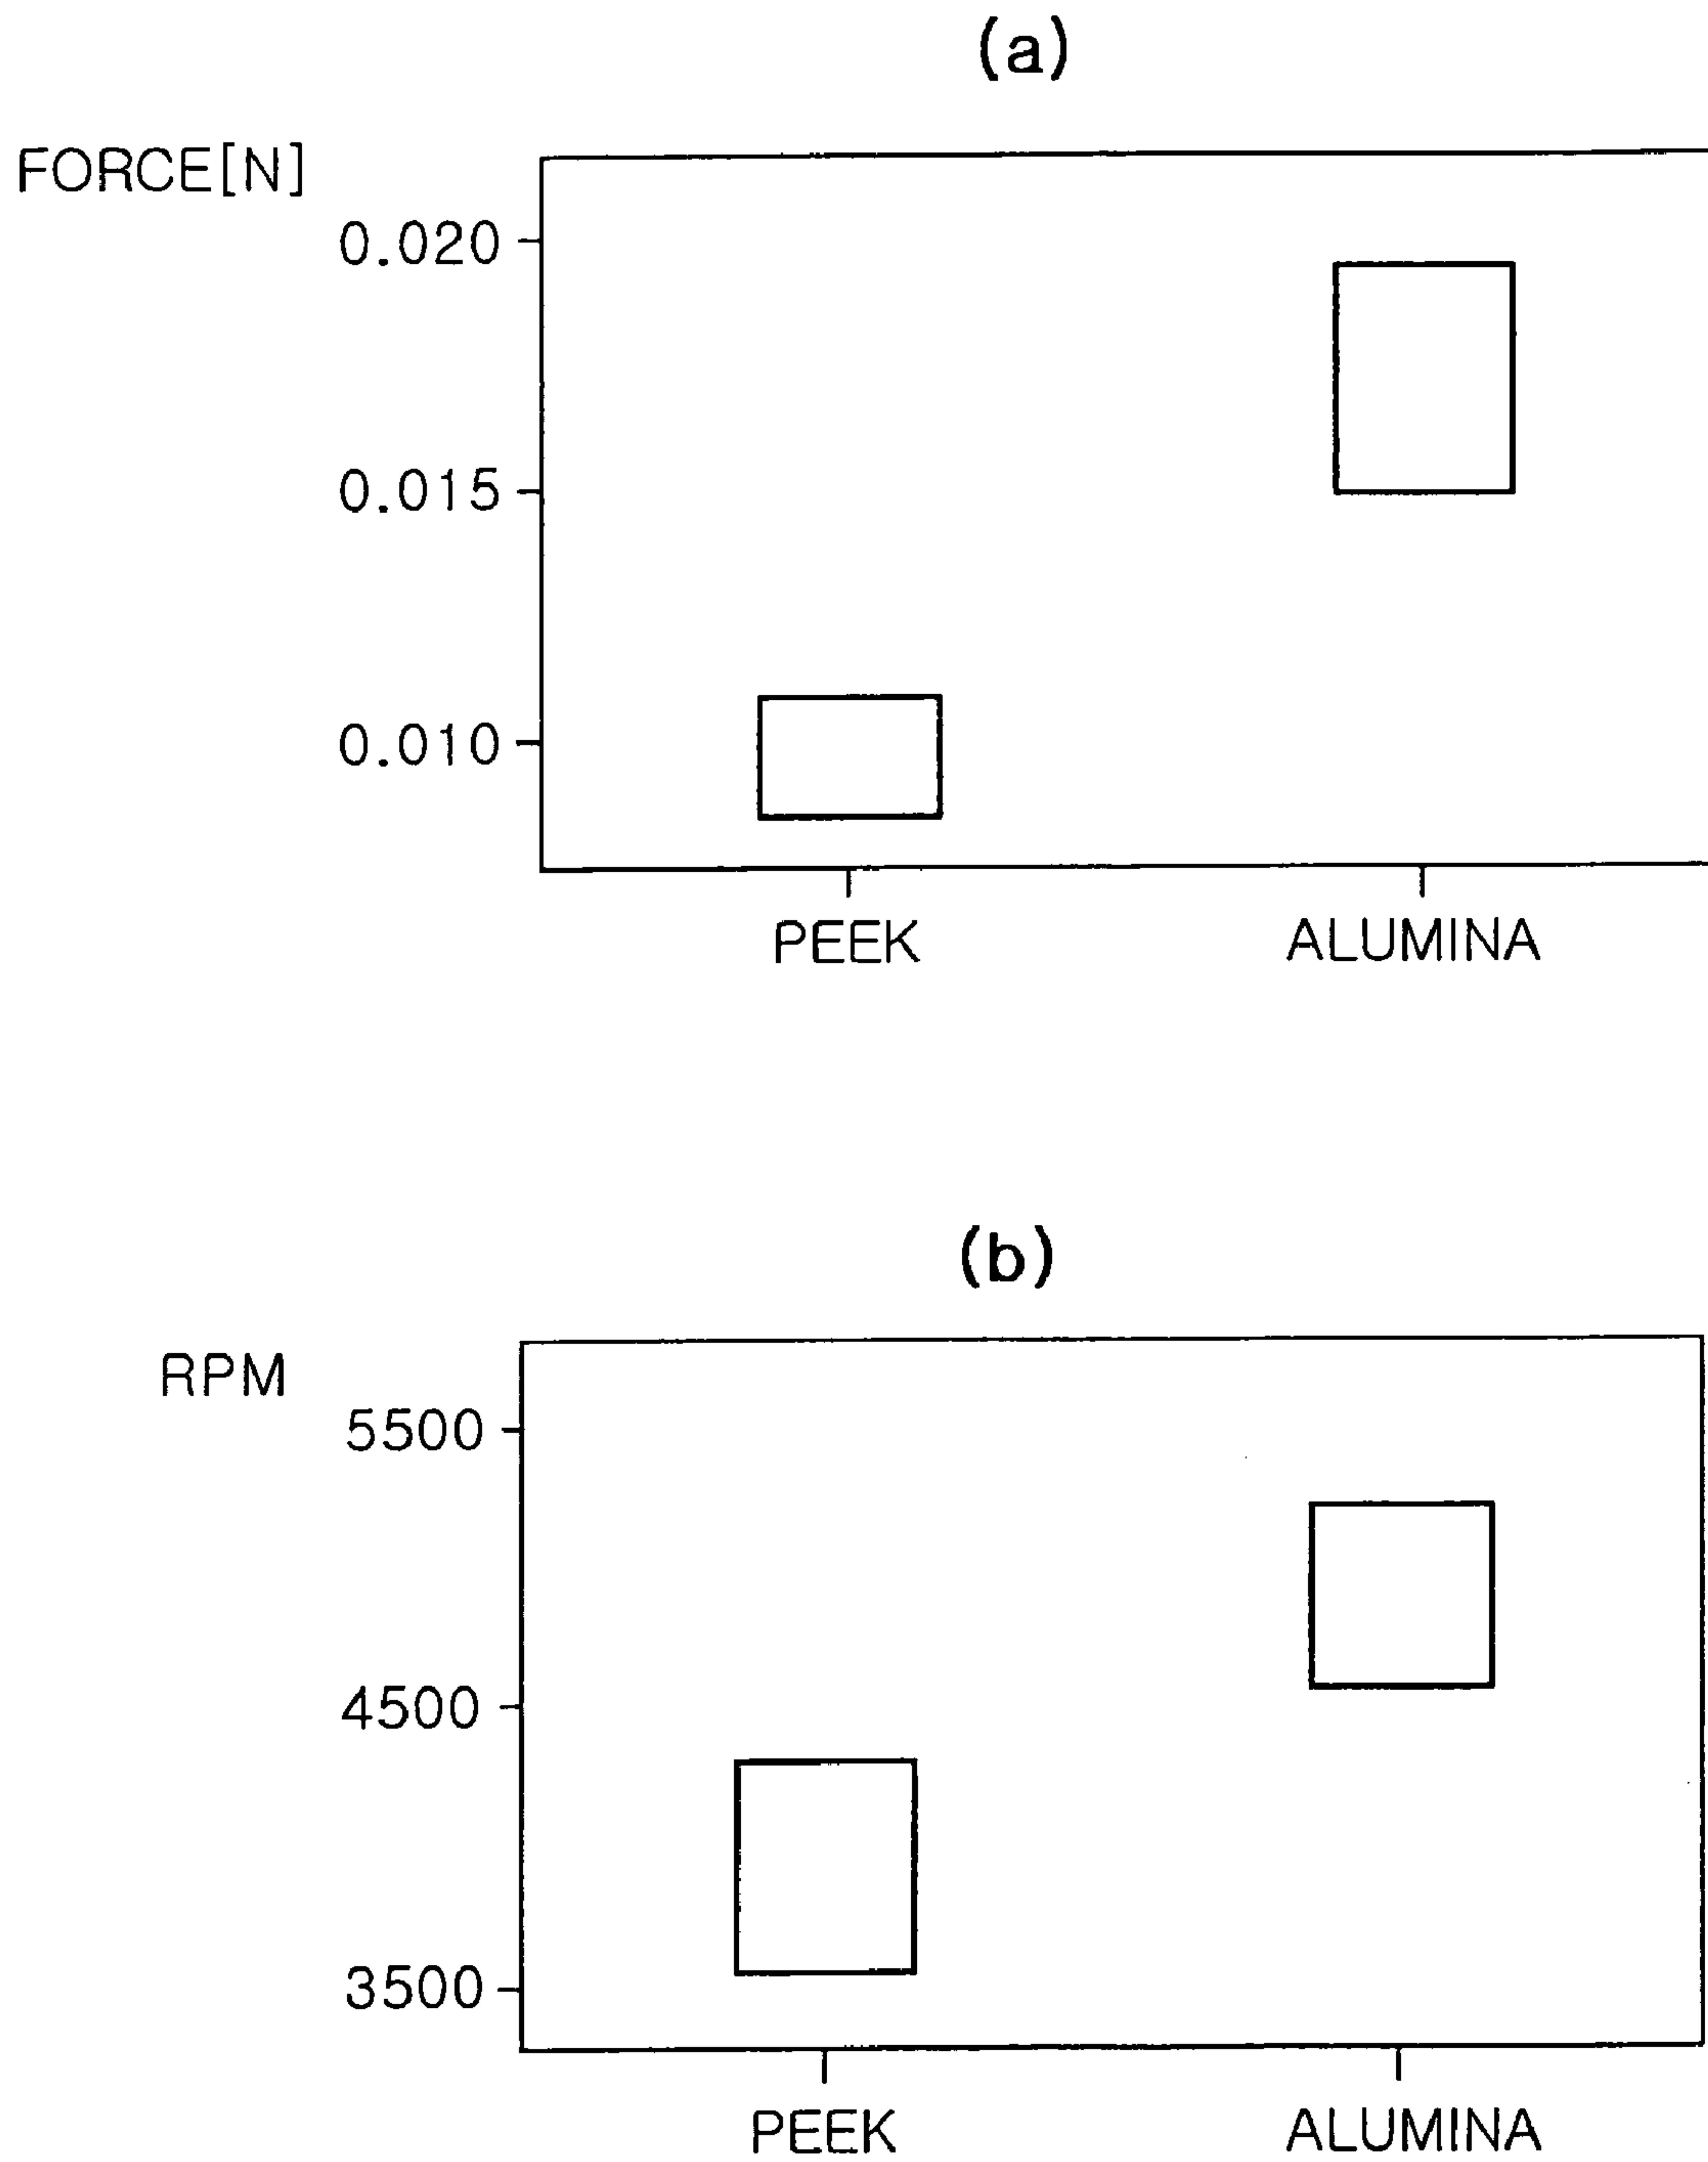 (a)
FORCE[N]
0.020
0.015
0.010
PEEK ALUMINA
(b)
RPM
5500
4500
3500
PEEK ALUMINA